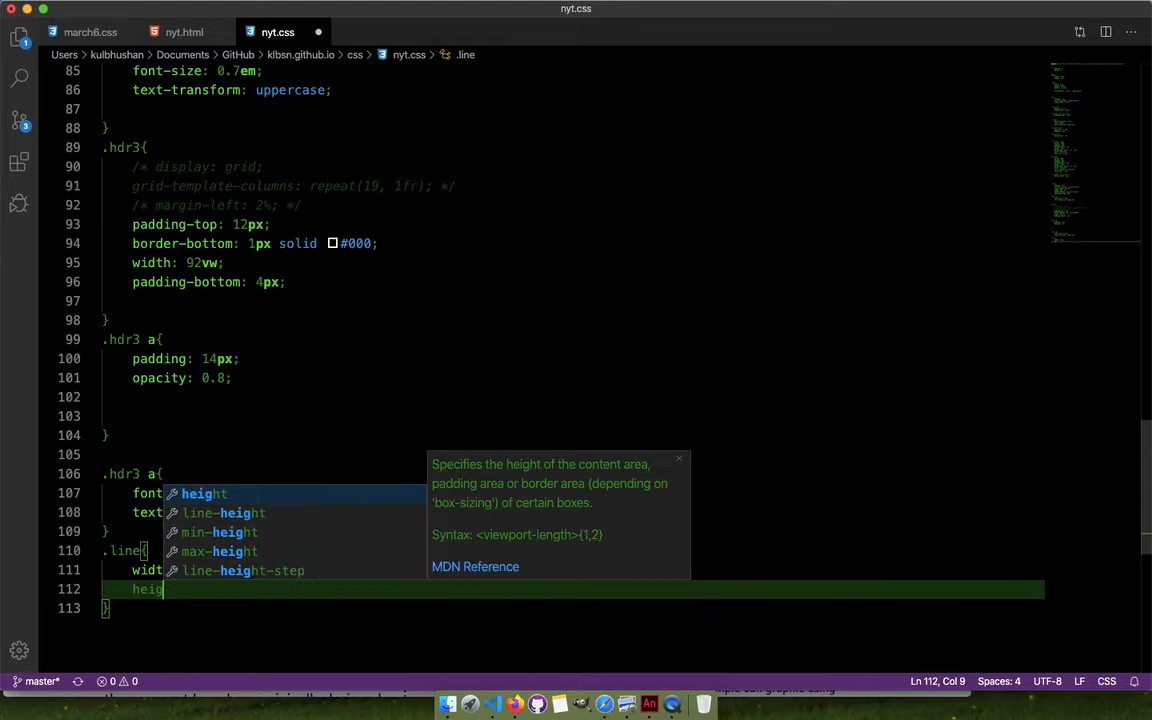 nyt.css
march6.css
nyt.html
nyt.css
Users > kulbhushan > Documents > GitHub > klbsn.github.io > css > nyt.css > .line
85 font-size: 0.7em;
86 text-transform: uppercase;
87
88 }
89 .hdr3{
90 /* display: grid;
91 grid-template-columns: repeat(19, 1fr); */
92 /* margin-left: 2%; */
93 padding-top: 12px;
94 border-bottom: 1px solid #000;
95 width: 92vw;
96 padding-bottom: 4px;
97
98 }
99 .hdr3 a{
100 padding: 14px;
101 opacity: 0.8;
102
103
104 }
105
106 .hdr3 a{
107 font
108 text
109 }
110 .line{
111 widt
112 heig
113 }
height
line-height
min-height
max-height
line-height-step
Specifies the height of the content area,
padding area or border area (depending on
'box-sizing') of certain boxes.
Syntax: <viewport-length>{1,2}
MDN Reference
1
3
master*
0 0
Ln 112, Col 9
Spaces: 4
UTF-8
LF
CSS
An